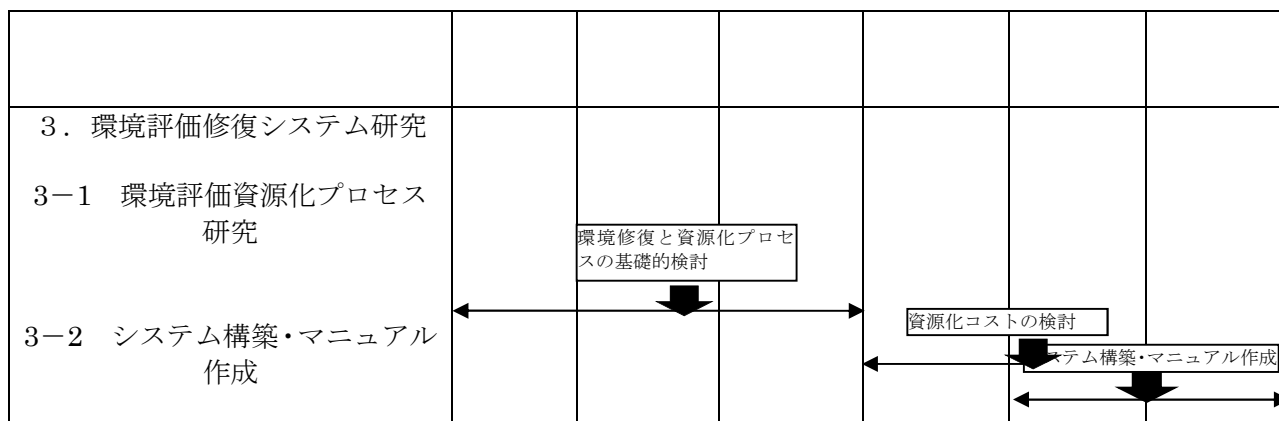 ３．環境評価修復システム研究
3－1　環境評価資源化プロセス
研究
環境修復と資源化プロセ
スの基礎的検討
資源化コストの検討
3－2　システム構築・マニュアル
作成
ステム構築・マニュアル作成